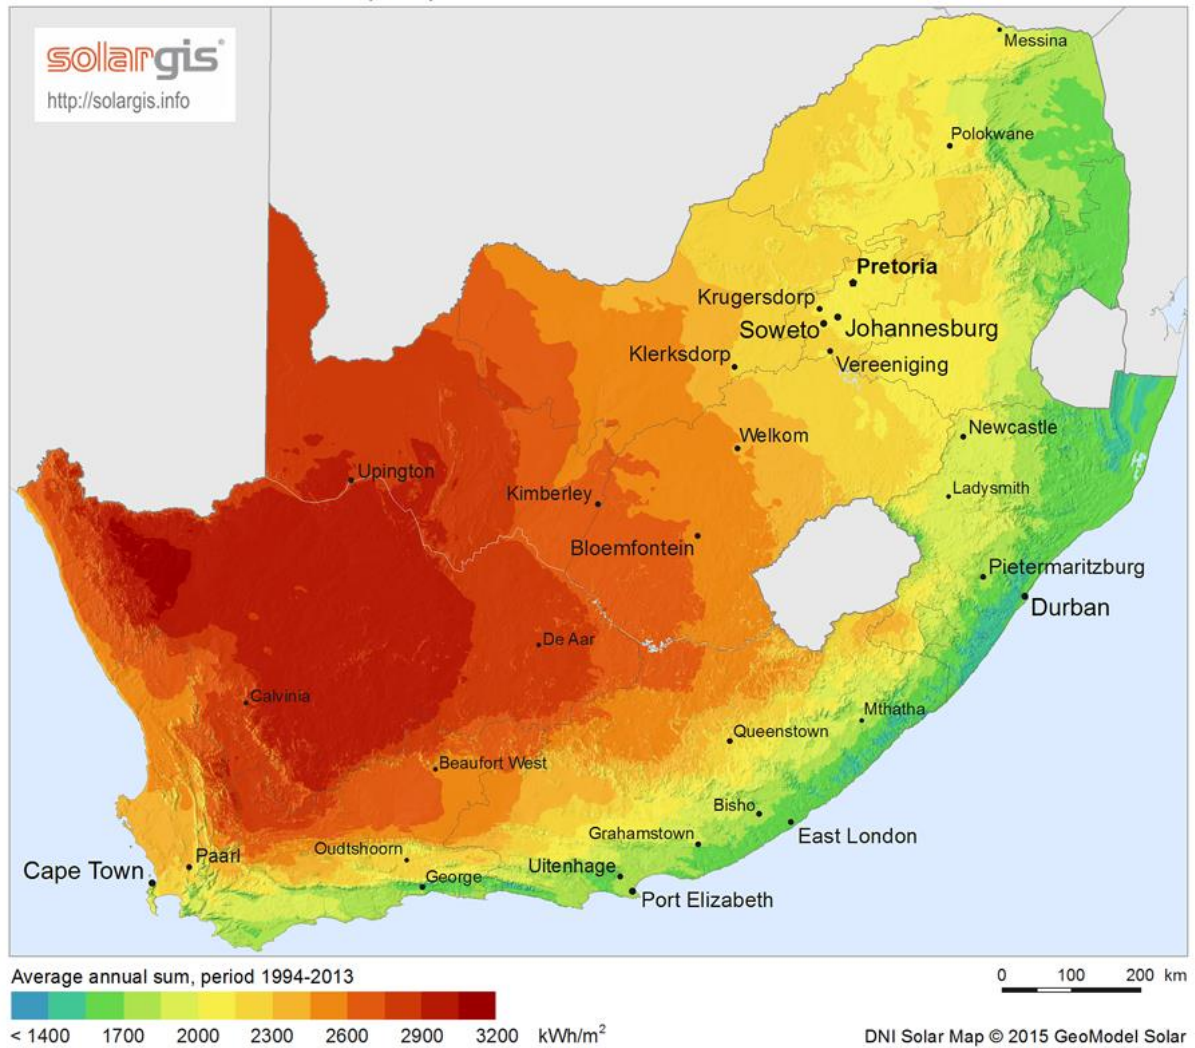 solargis
http://solargis.info
Messina
Polokwane
Pretoria
Krugersdorp
Soweto
Johannesburg
Klerksdorp
Vereeniging
Welkom
Newcastle
Upington
Kimberley
Ladysmith
Bloemfontein
Pietermaritzburg
Durban
De Aar
Calvinia
Mthatha
Queenstown
Beaufort West
Bisho
Grahamstown
East London
Oudtshoorn
Paarl
Cape Town
Uitenhage
George
Port Elizabeth
Average annual sum, period 1994-2013
0 100 200 km
< 1400 1700 2000 2300 2600 2900 3200 kWh/m²
DNI Solar Map © 2015 GeoModel Solar